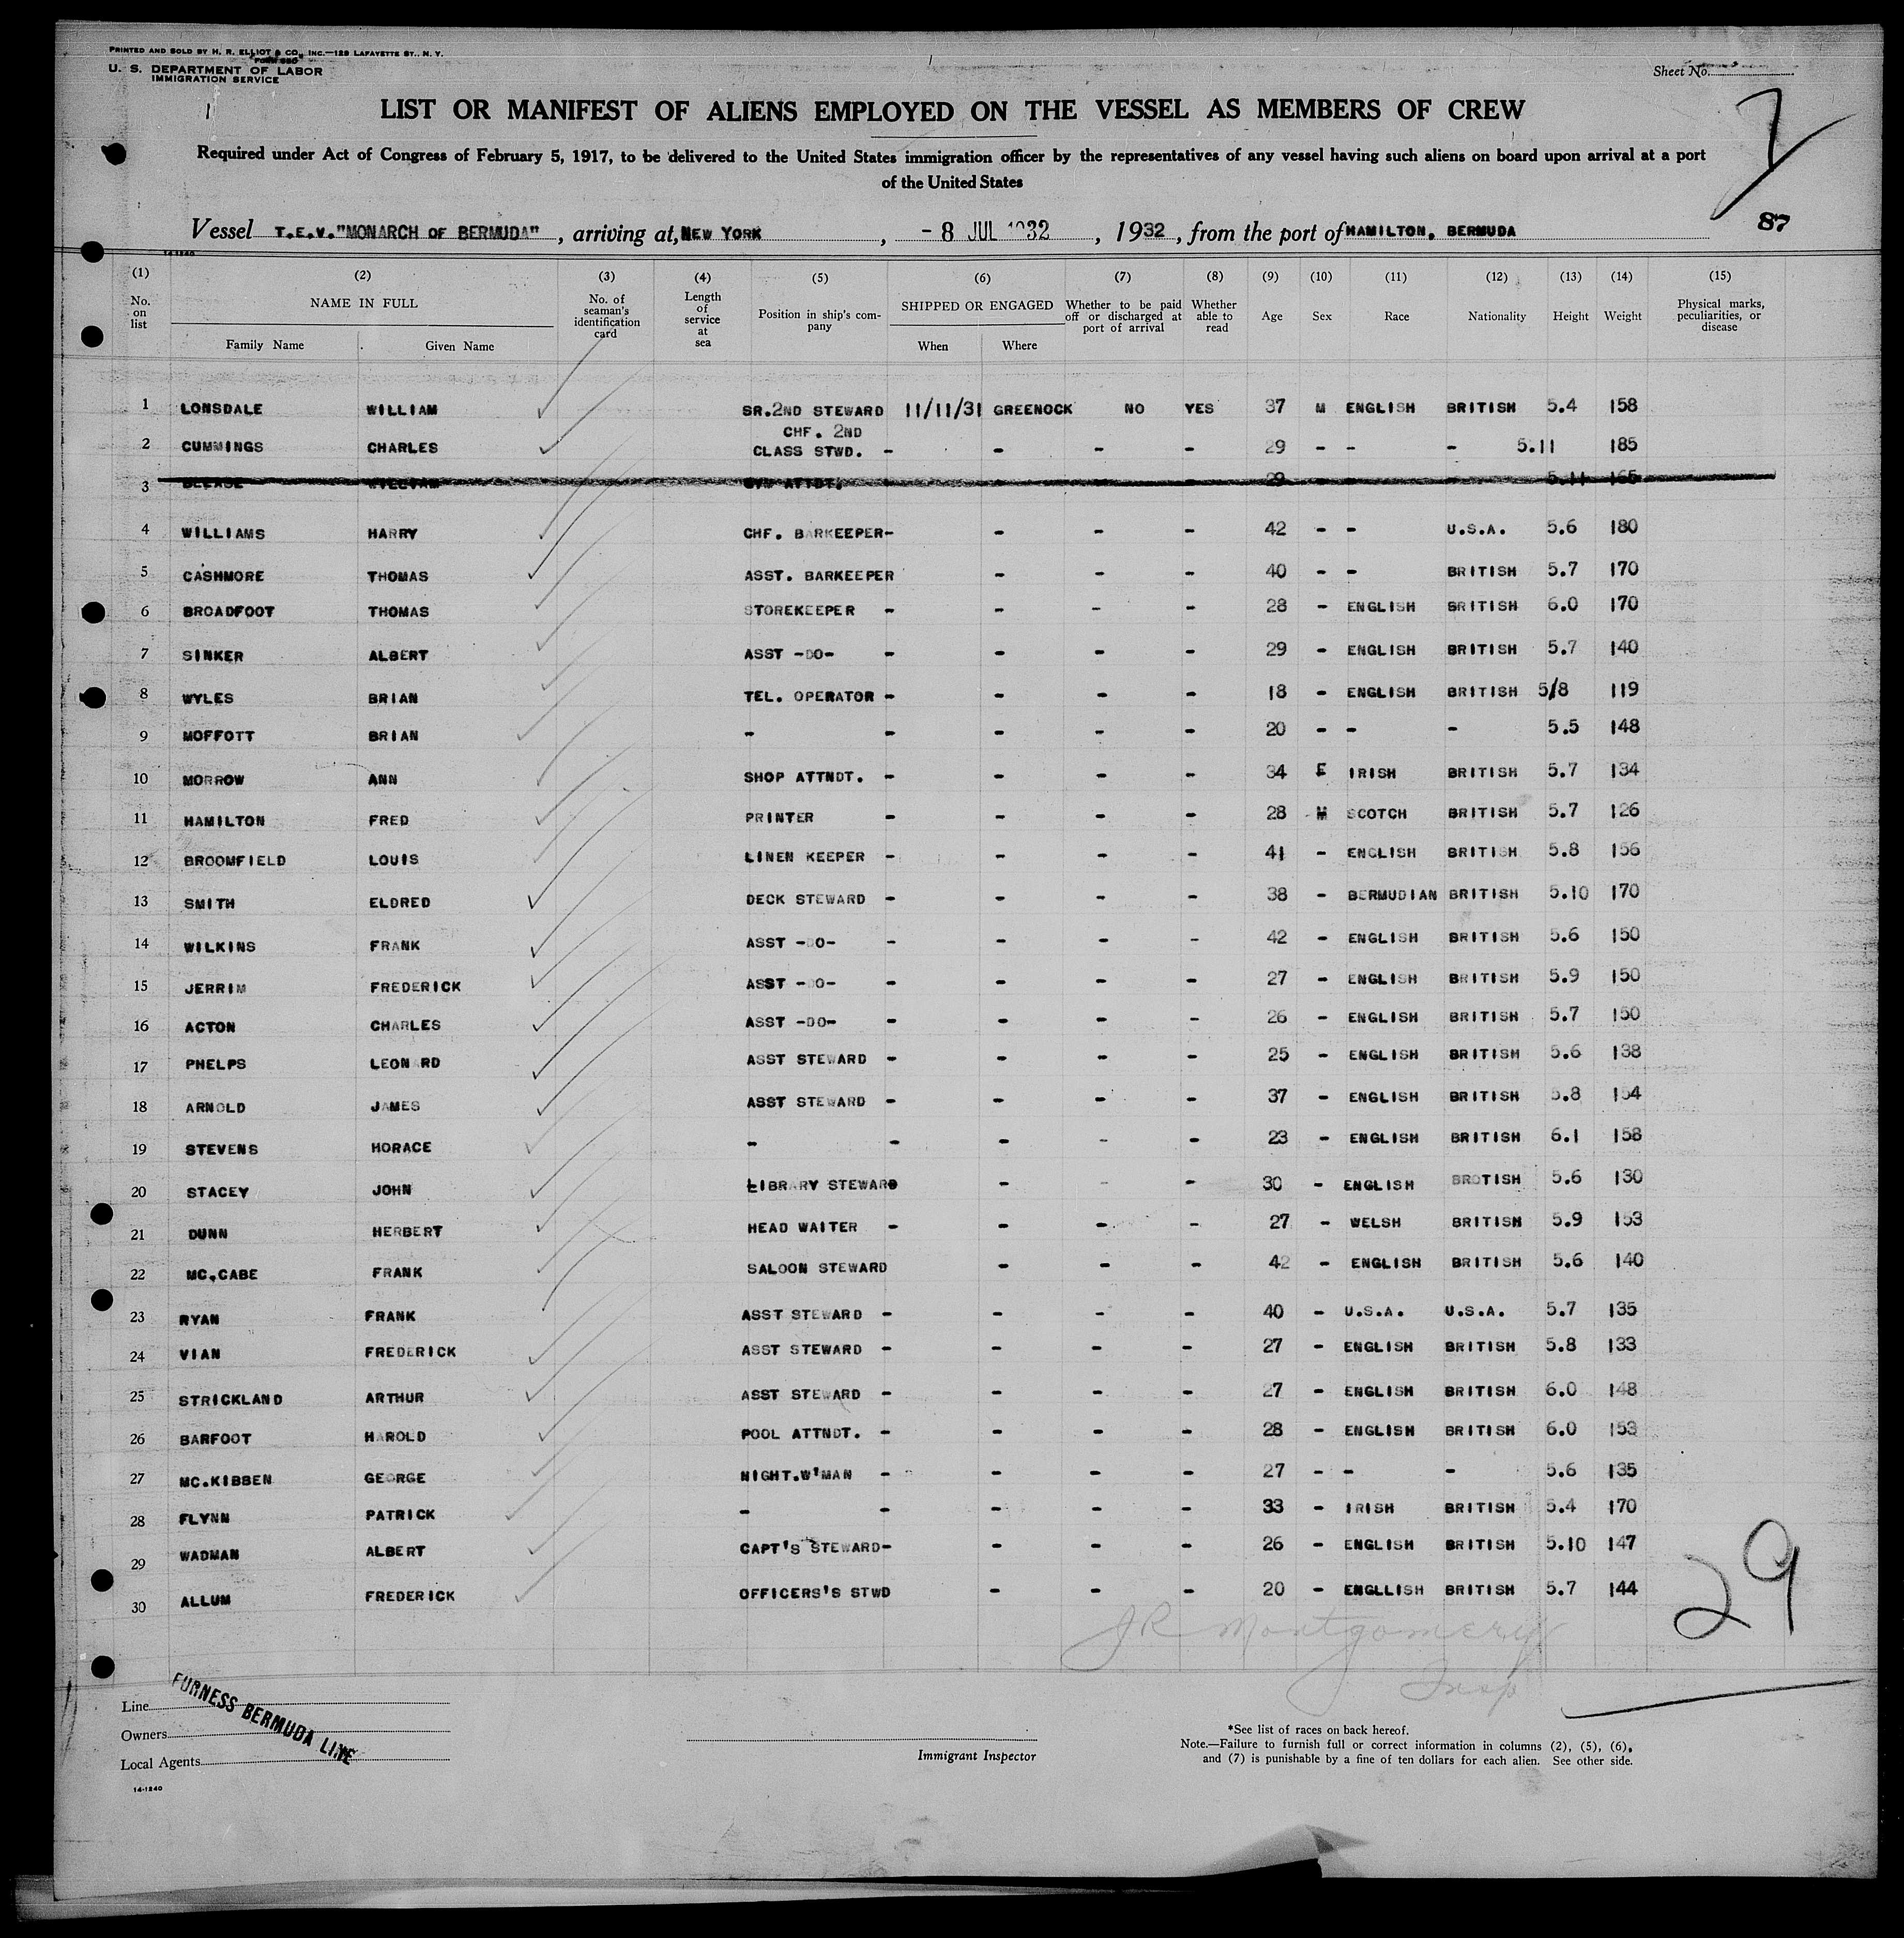 PRINTED AND SOLD BY H. R. ELLIOT & CO., INC.—129 LAFAYETTE ST., N. Y.
U. S. DEPARTMENT OF LABOR
IMMIGRATION SERVICE
Sheet No.
LIST OR MANIFEST OF ALIENS EMPLOYED ON THE VESSEL AS MEMBERS OF CREW
7
Required under Act of Congress of February 5, 1917, to be delivered to the United States immigration officer by the representatives of any vessel having such aliens on board upon arrival at a port
of the United States
87
Vessel T.E.V."MONARCH OF BERMUDA", arriving at, NEW YORK, - 8 JUL 1932, 1932, from the port of HAMILTON, BERMUDA
14-1240
(1) (2) (3) (4) (5) (6) (7) (8) (9) (10) (11) (12) (13) (14) (15)
No. on list
NAME IN FULL
Family Name Given Name
No. of seaman's identification card
Length of service at sea
Position in ship's company
SHIPPED OR ENGAGED
When Where
Whether to be paid off or discharged at port of arrival
Whether able to read
Age Sex Race Nationality Height Weight
Physical marks, peculiarities, or disease
1 LONSDALE WILLIAM SR.2ND STEWARD 11/11/31 GREENOCK NO YES 37 M ENGLISH BRITISH 5.4 158
CHF. 2ND
2 CUMMINGS CHARLES CLASS STWD. - - - - 29 - - - 5.11 185
3 BLEASE WILLIAM GYM ATTDT. - - - - 29 - - - 5.11 165
4 WILLIAMS HARRY CHF. BARKEEPER- - - - 42 - - U.S.A. 5.6 180
5 CASHMORE THOMAS ASST. BARKEEPER - - - 40 - - BRITISH 5.7 170
6 BROADFOOT THOMAS STOREKEEPER - - - - 28 - ENGLISH BRITISH 6.0 170
7 SINKER ALBERT ASST -DO- - - - - 29 - ENGLISH BRITISH 5.7 140
8 WYLES BRIAN TEL. OPERATOR - - - - 18 - ENGLISH BRITISH 5/8 119
9 MOFFOTT BRIAN - - - - - 20 - - - 5.5 148
10 MORROW ANN SHOP ATTNDT. - - - - 34 F IRISH BRITISH 5.7 134
11 HAMILTON FRED PRINTER - - - - 28 M SCOTCH BRITISH 5.7 126
12 BROOMFIELD LOUIS LINEN KEEPER - - - - 41 - ENGLISH BRITISH 5.8 156
13 SMITH ELDRED DECK STEWARD - - - - 38 - BERMUDIAN BRITISH 5.10 170
14 WILKINS FRANK ASST -DO- - - - - 42 - ENGLISH BRITISH 5.6 150
15 JERRIM FREDERICK ASST -DO- - - - - 27 - ENGLISH BRITISH 5.9 150
16 ACTON CHARLES ASST -DO- - - - - 26 - ENGLISH BRITISH 5.7 150
17 PHELPS LEONARD ASST STEWARD - - - - 25 - ENGLISH BRITISH 5.6 138
18 ARNOLD JAMES ASST STEWARD - - - - 37 - ENGLISH BRITISH 5.8 154
19 STEVENS HORACE - - - - - 23 - ENGLISH BRITISH 6.1 158
20 STACEY JOHN LIBRARY STEWARD - - - 30 - ENGLISH BROTISH 5.6 130
21 DUNN HERBERT HEAD WAITER - - - - 27 - WELSH BRITISH 5.9 153
22 MC.CABE FRANK SALOON STEWARD - - - 42 - ENGLISH BRITISH 5.6 140
23 RYAN FRANK ASST STEWARD - - - - 40 - U.S.A. U.S.A. 5.7 135
24 VIAN FREDERICK ASST STEWARD - - - - 27 - ENGLISH BRITISH 5.8 133
25 STRICKLAND ARTHUR ASST STEWARD - - - - 27 - ENGLISH BRITISH 6.0 148
26 BARFOOT HAROLD POOL ATTNDT. - - - - 28 - ENGLISH BRITISH 6.0 153
27 MC.KIBBEN GEORGE NIGHT.W'MAN - - - - 27 - - - 5.6 135
28 FLYNN PATRICK - - - - - 33 - IRISH BRITISH 5.4 170
29 WADMAN ALBERT CAPT'S STEWARD- - - - 26 - ENGLISH BRITISH 5.10 147
30 ALLUM FREDERICK OFFICERS'S STWD - - - 20 - ENGLLISH BRITISH 5.7 144
29
JR Montgomery
Insp
Line
Owners
Local Agents
FURNESS BERMUDA LINE
14-1240
Immigrant Inspector
*See list of races on back hereof.
Note.—Failure to furnish full or correct information in columns (2), (5), (6),
and (7) is punishable by a fine of ten dollars for each alien. See other side.